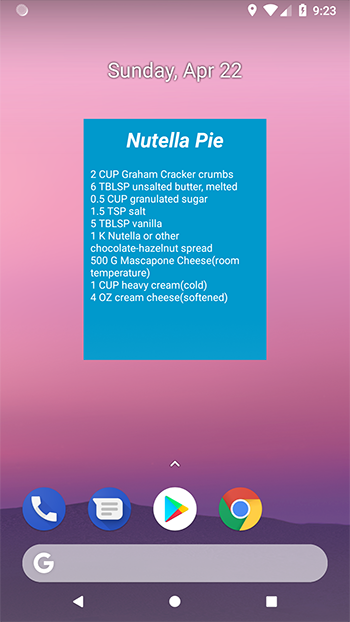 9:23
Sunday, Apr 22
Nutella Pie
2 CUP Graham Cracker crumbs
6 TBLSP unsalted butter, melted
0.5 CUP granulated sugar
1.5 TSP salt
5 TBLSP vanilla
1 K Nutella or other
chocolate-hazelnut spread
500 G Mascapone Cheese(room
temperature)
1 CUP heavy cream(cold)
4 OZ cream cheese(softened)
G